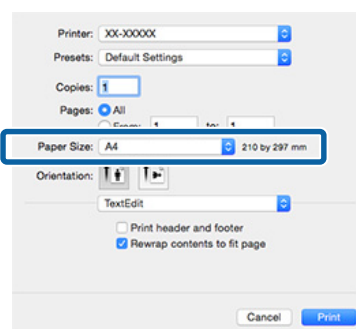 Printer: XX-XXXXX
Presets: Default Settings
Copies: 1
Pages: All
From: 1 to: 1
Paper Size: A4 210 by 297 mm
Orientation:
TextEdit
Print header and footer
Rewrap contents to fit page
Cancel Print